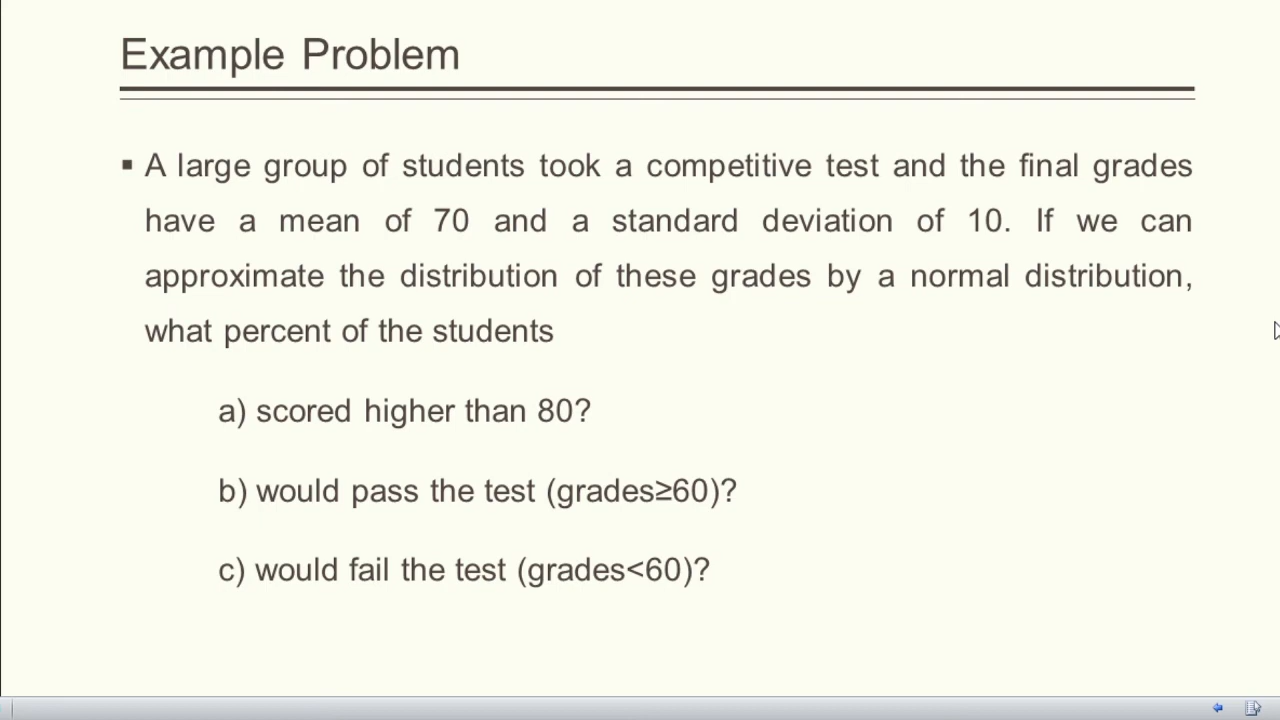 Example Problem
▪ A large group of students took a competitive test and the final grades
have a mean of 70 and a standard deviation of 10. If we can
approximate the distribution of these grades by a normal distribution,
what percent of the students
a) scored higher than 80?
b) would pass the test (grades≥60)?
c) would fail the test (grades<60)?